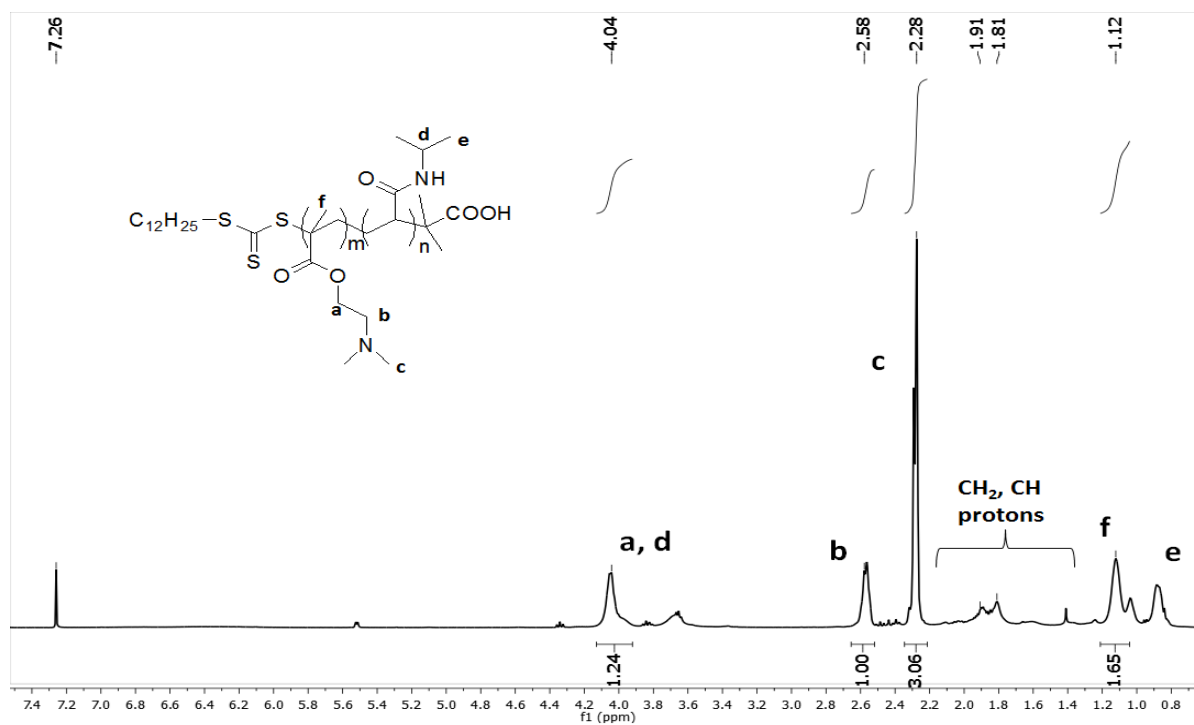 7.26
4.04
2.58
2.28
1.91
1.81
1.12
d
e
O
NH
f
C12H25
S
S
COOH
m
n
S
O
O
a
b
N
c
c
CH2, CH
protons
a, d
b
f
e
1.24
1.00
3.06
1.65
7.4 7.2 7.0 6.8 6.6 6.4 6.2 6.0 5.8 5.6 5.4 5.2 5.0 4.8 4.6 4.4 4.2 4.0 3.8 3.6 3.4 3.2 3.0 2.8 2.6 2.4 2.2 2.0 1.8 1.6 1.4 1.2 1.0 0.8
f1 (ppm)